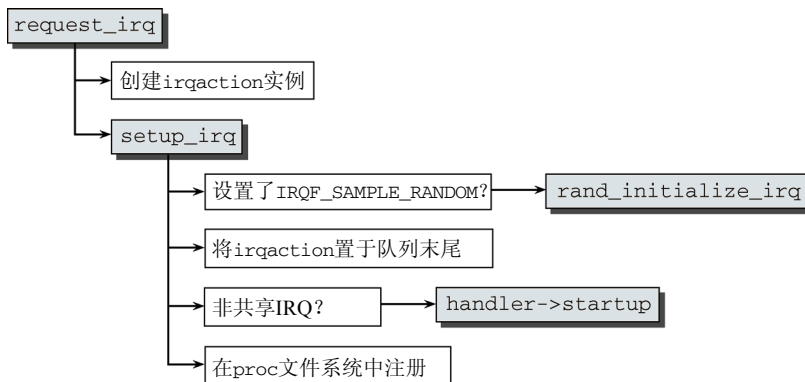 request_irq
创建irqaction实例
setup_irq
设置了IRQF_SAMPLE_RANDOM?
rand_initialize_irq
将irqaction置于队列末尾
非共享IRQ?
handler->startup
在proc文件系统中注册